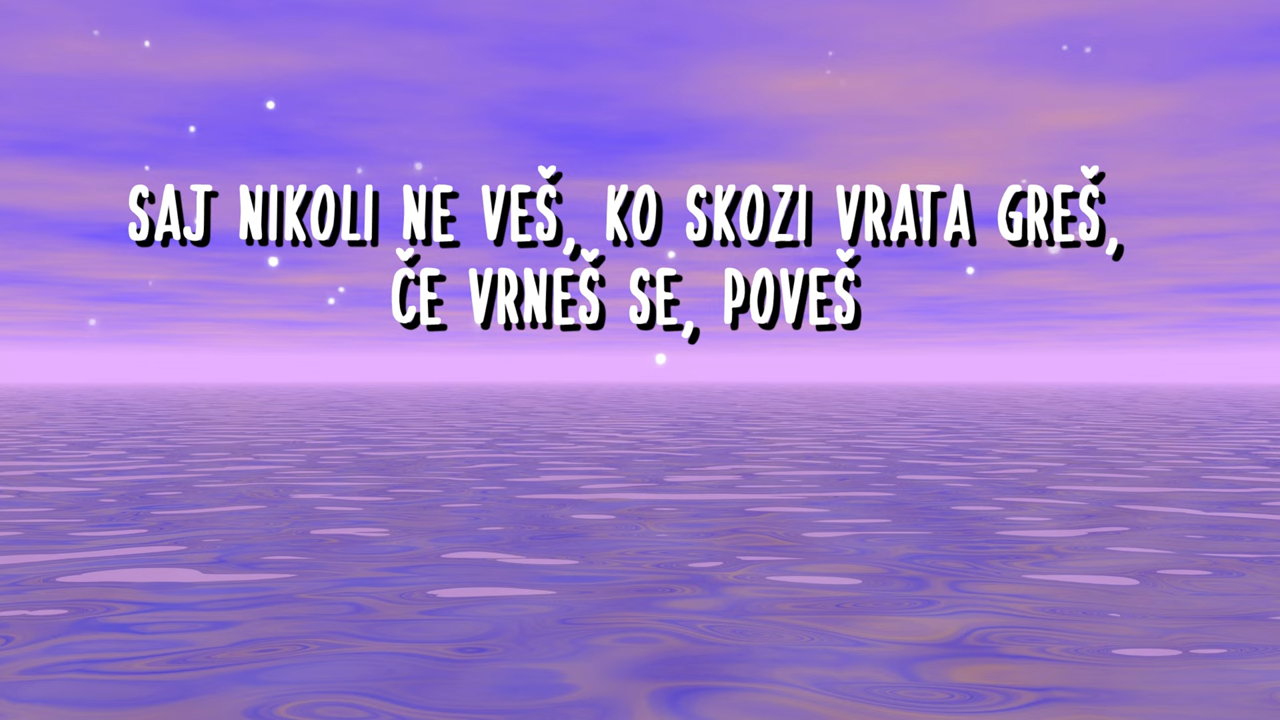 SAJ NIKOLI NE VEŠ, KO SKOZI VRATA GREŠ,
ČE VRNEŠ SE, POVEŠ